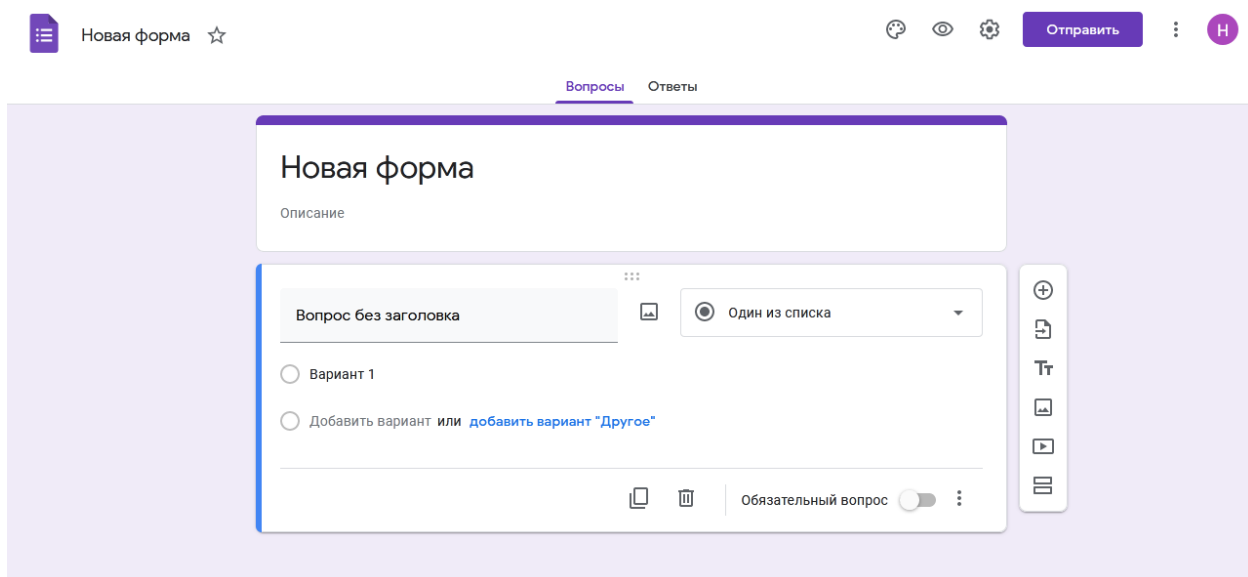 Новая форма
Отправить
Н
Вопросы Ответы
Новая форма
Описание
Вопрос без заголовка
Один из списка
Вариант 1
Добавить вариант или добавить вариант "Другое"
Обязательный вопрос
Тт